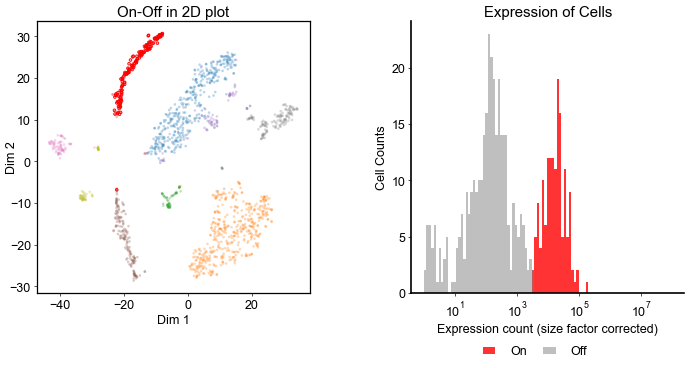 On-Off in 2D plot
30
20
10
0
−10
−20
−30
−40
−20
0
20
Dim 2
Dim 1
Expression of Cells
20
15
10
5
0
10^1
10^3
10^5
10^7
Cell Counts
Expression count (size factor corrected)
On
Off